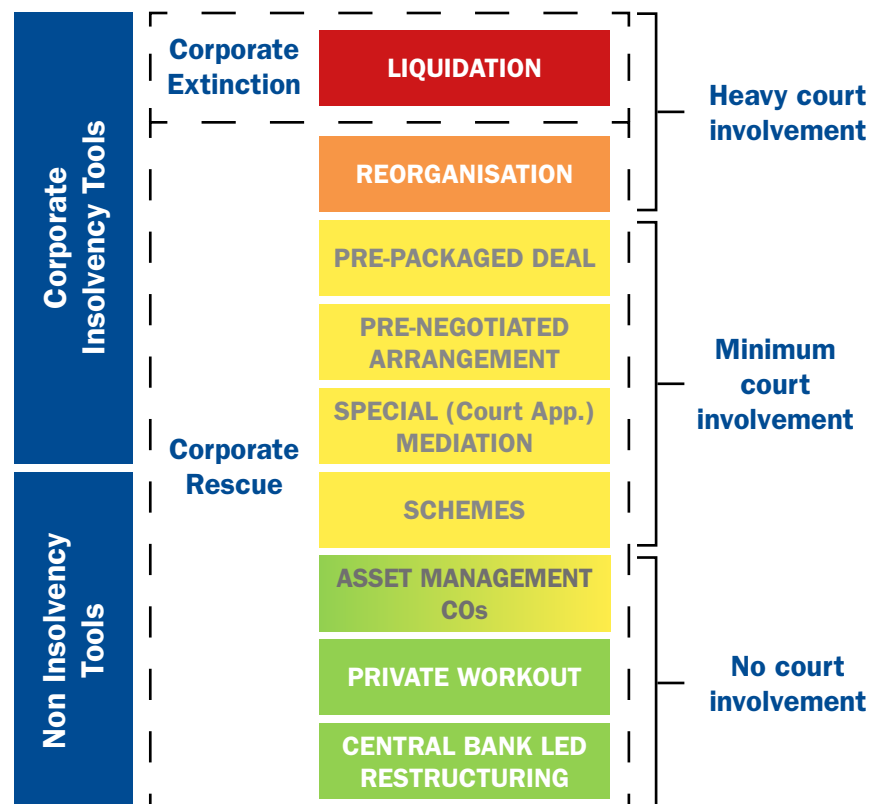 Corporate
Insolvency Tools
Non Insolvency
Tools
Corporate
Extinction
Corporate
Rescue
LIQUIDATION
REORGANISATION
PRE-PACKAGED DEAL
PRE-NEGOTIATED
ARRANGEMENT
SPECIAL (Court App.)
MEDIATION
SCHEMES
ASSET MANAGEMENT
COs
PRIVATE WORKOUT
CENTRAL BANK LED
RESTRUCTURING
Heavy court
involvement
Minimum
court
involvement
No court
involvement